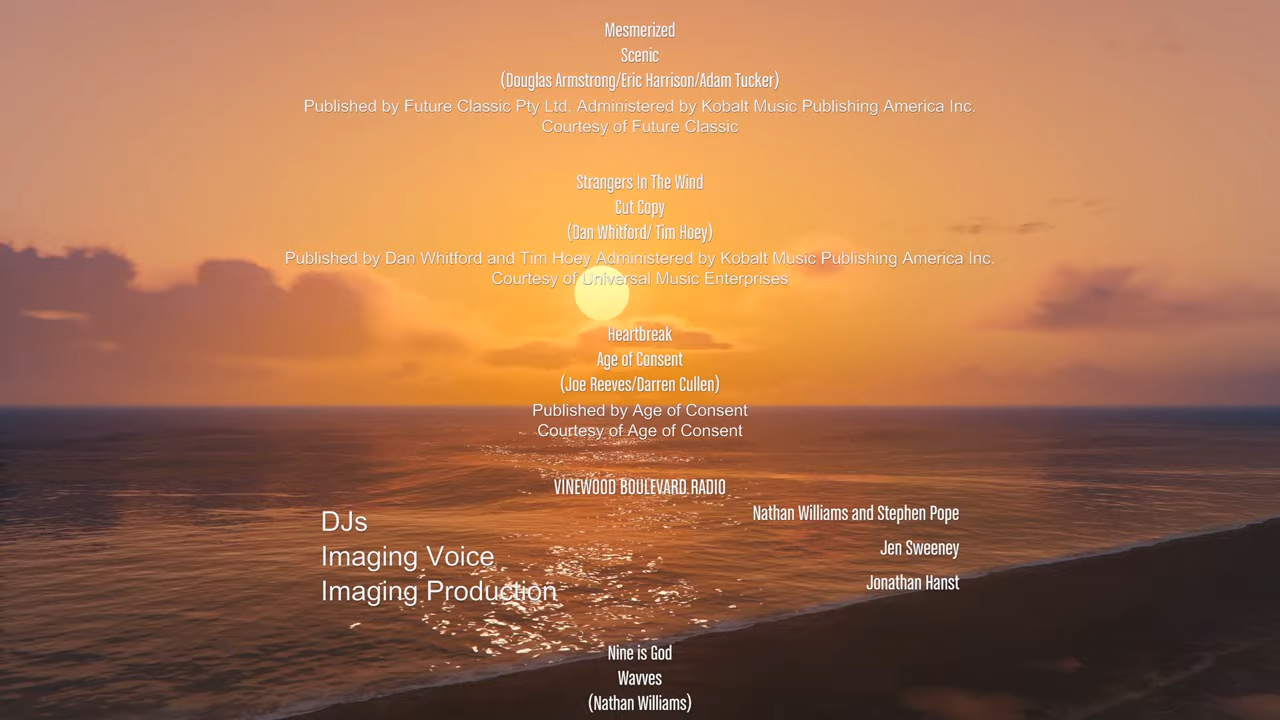 Mesmerized
Scenic
(Douglas Armstrong/Eric Harrison/Adam Tucker)
Published by Future Classic Pty Ltd. Administered by Kobalt Music Publishing America Inc.
Courtesy of Future Classic
Strangers In The Wind
Cut Copy
(Dan Whitford/ Tim Hoey)
Published by Dan Whitford and Tim Hoey Administered by Kobalt Music Publishing America Inc.
Courtesy of Universal Music Enterprises
Heartbreak
Age of Consent
(Joe Reeves/Darren Cullen)
Published by Age of Consent
Courtesy of Age of Consent
VINEWOOD BOULEVARD RADIO
DJs Nathan Williams and Stephen Pope
Imaging Voice Jen Sweeney
Imaging Production Jonathan Hanst
Nine is God
Wavves
(Nathan Williams)